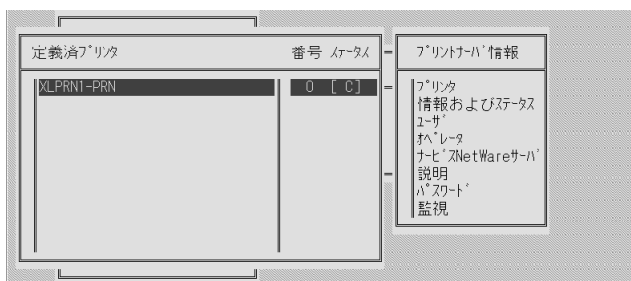 定義済プリンタ 番号 ステータス
XLPRN1-PRN 0 [ C]
プリントサーバ情報
プリンタ
情報およびステータス
ユーザ
オペレータ
サービスNetWareサーバ
説明
パスワード
監視